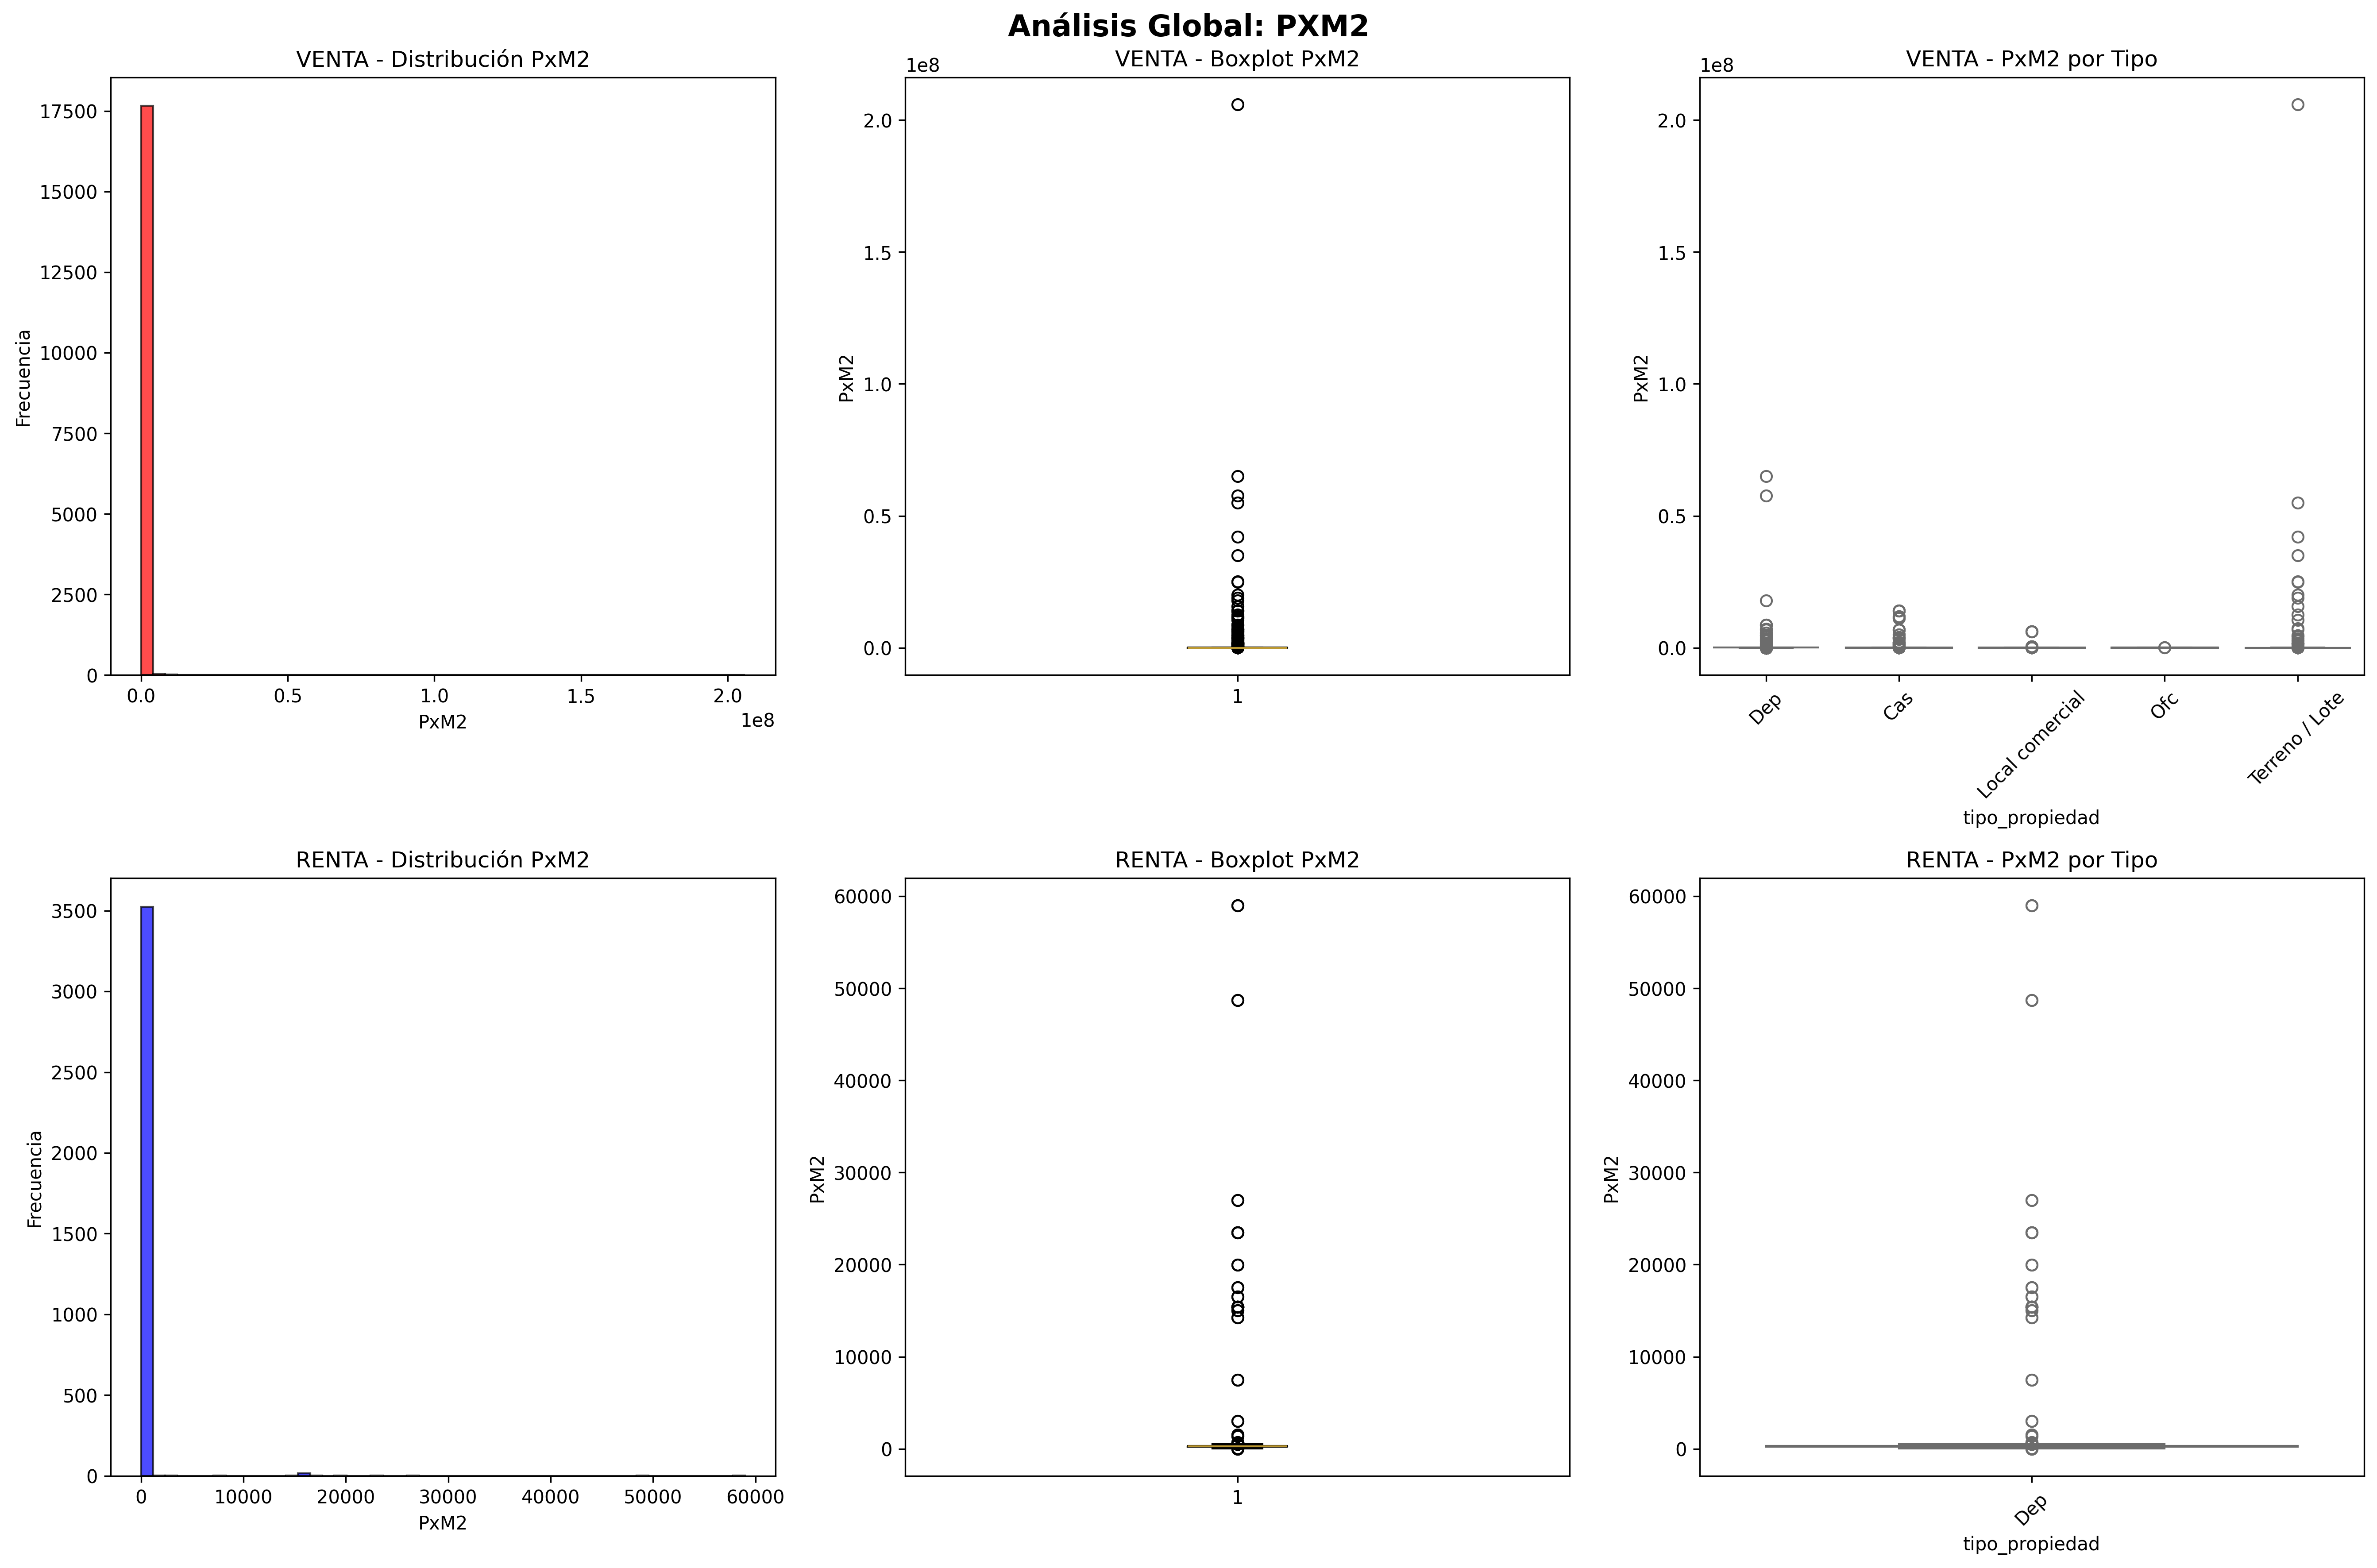 Análisis Global: PXM2
VENTA - Distribución PxM2
17500
15000
12500
10000
7500
5000
2500
0
Frecuencia
0.0 0.5 1.0 1.5 2.0
1e8
PxM2
VENTA - Boxplot PxM2
1e8
2.0
1.5
1.0
0.5
0.0
PxM2
1
VENTA - PxM2 por Tipo
1e8
2.0
1.5
1.0
0.5
0.0
PxM2
Dep Cas Local comercial Ofc Terreno / Lote
tipo_propiedad
RENTA - Distribución PxM2
3500
3000
2500
2000
1500
1000
500
0
Frecuencia
0 10000 20000 30000 40000 50000 60000
PxM2
RENTA - Boxplot PxM2
60000
50000
40000
30000
20000
10000
0
PxM2
1
RENTA - PxM2 por Tipo
60000
50000
40000
30000
20000
10000
0
PxM2
Dep
tipo_propiedad